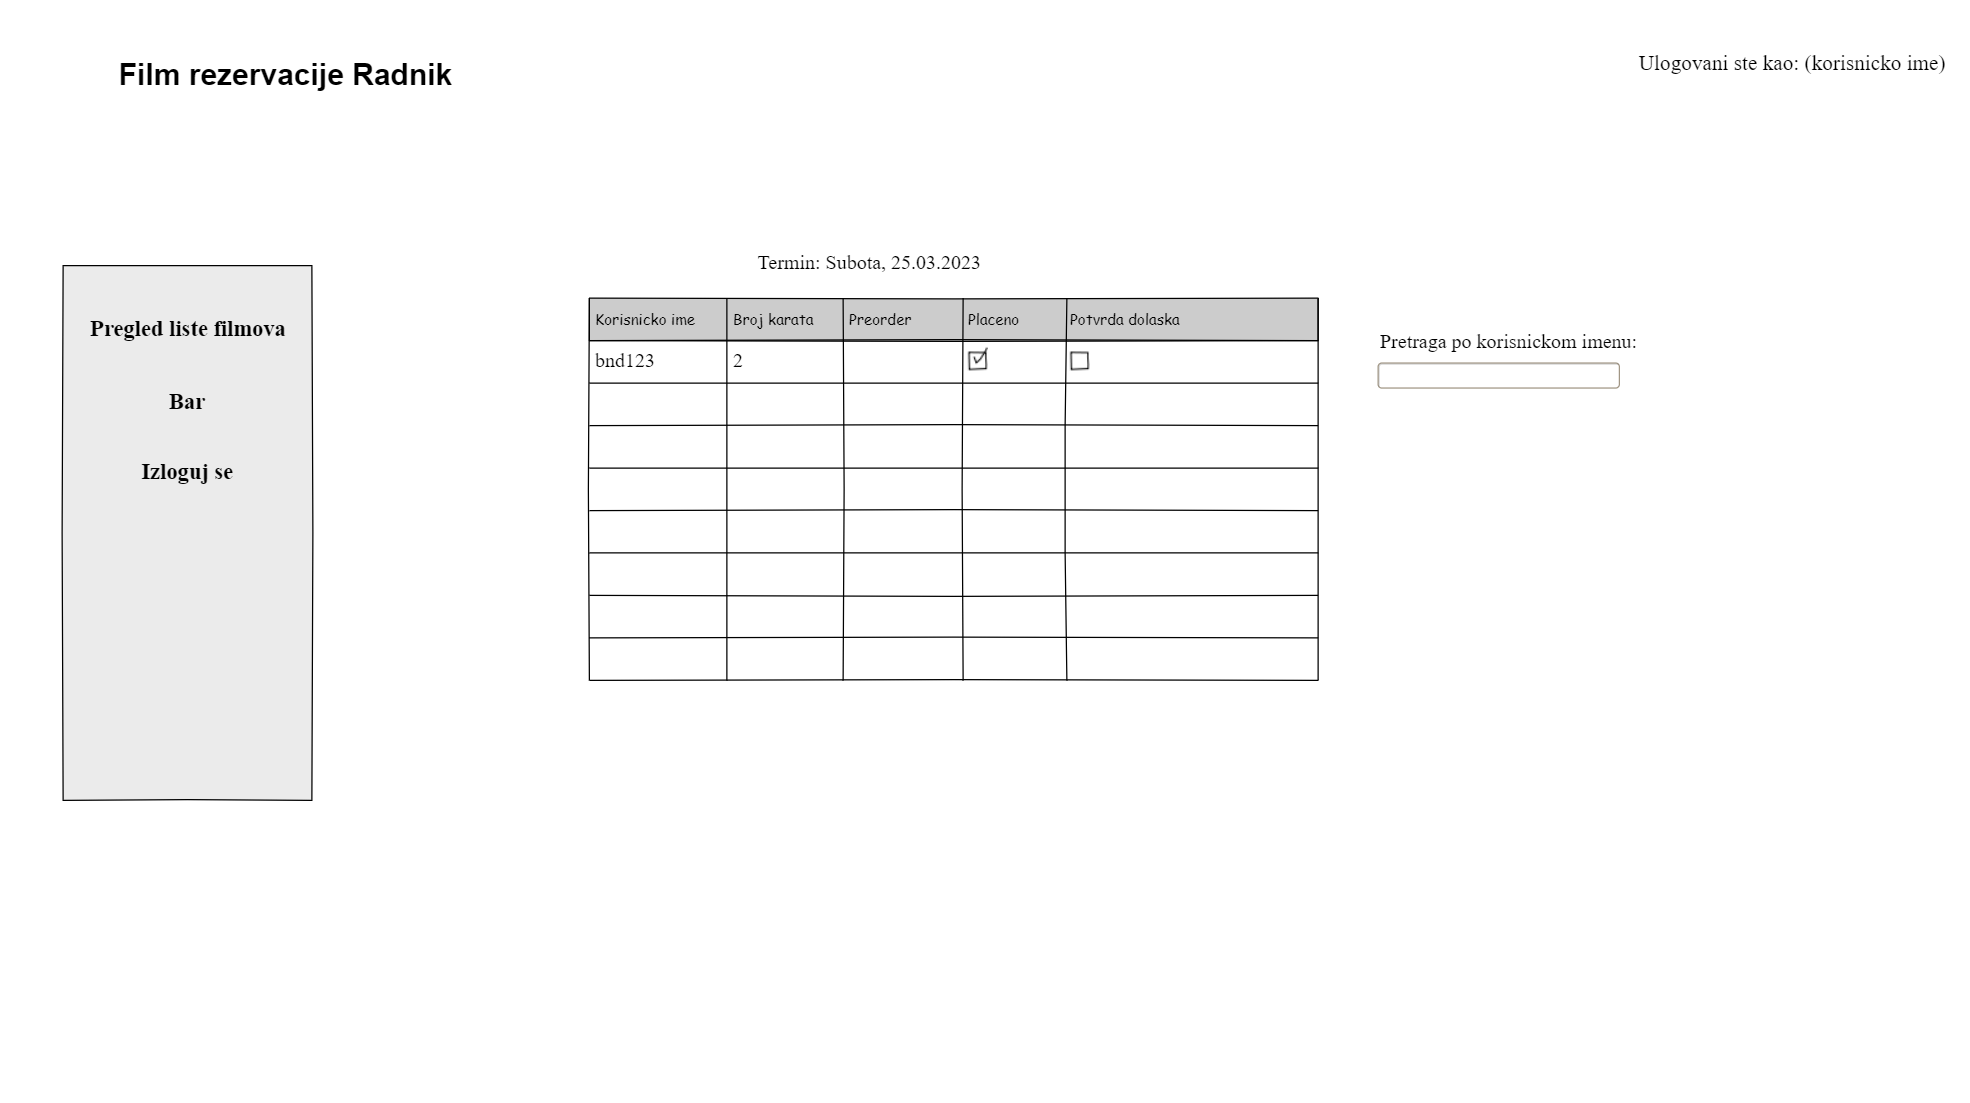 Film rezervacije Radnik
Ulogovani ste kao: (korisnicko ime)
Pregled liste filmova
Bar
Izloguj se
Termin: Subota, 25.03.2023
Korisnicko ime Broj karata Preorder Placeno Potvrda dolaska
bnd123 2
Pretraga po korisnickom imenu: